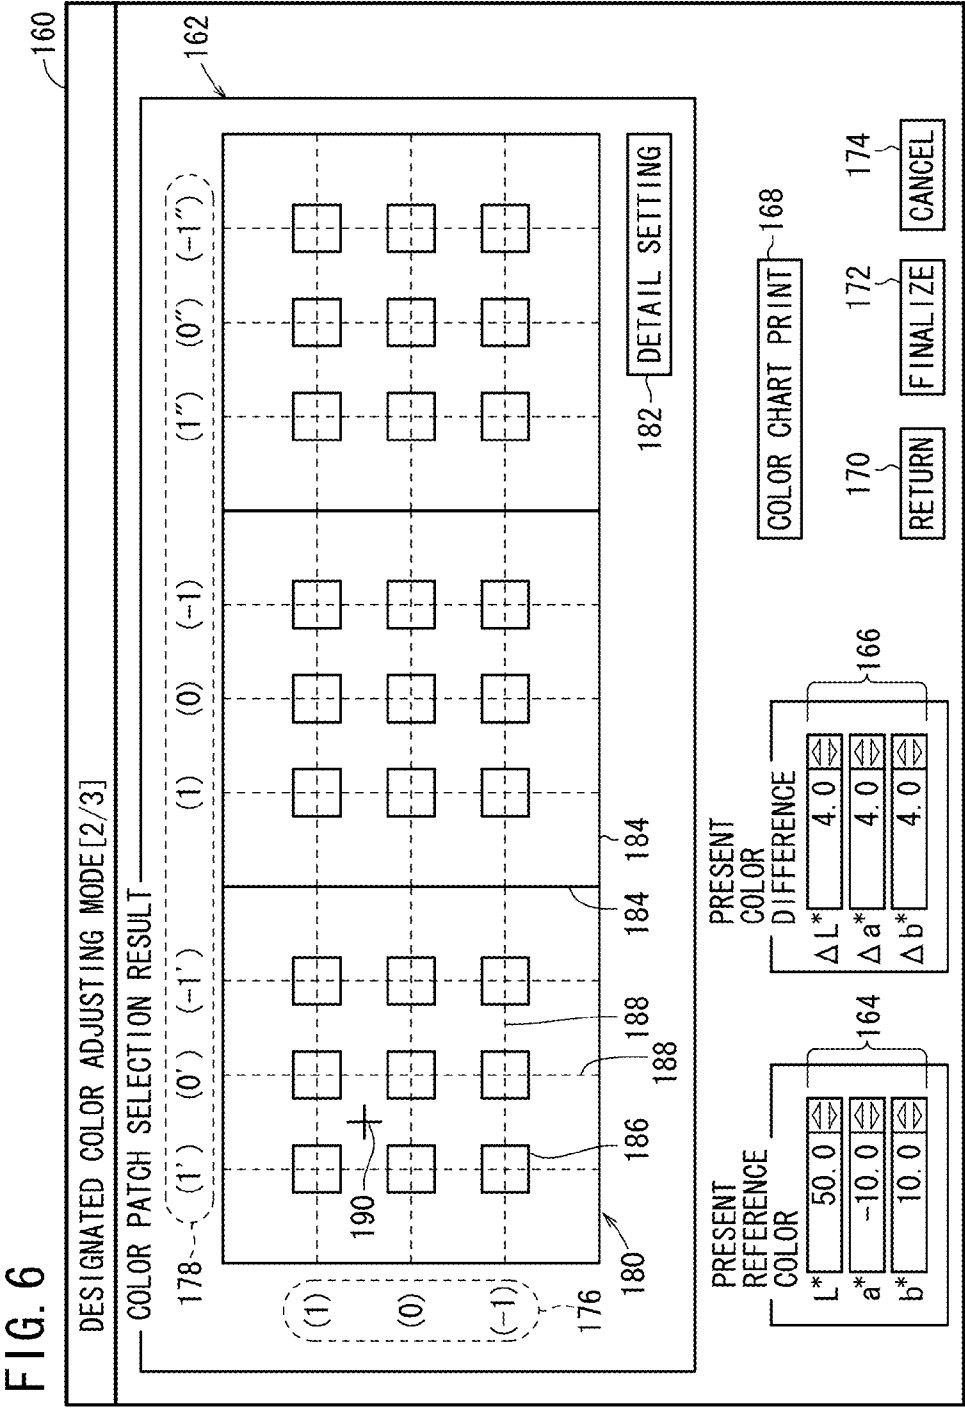 FIG. 6
160
DESIGNATED COLOR ADJUSTING MODE[2/3]
COLOR PATCH SELECTION RESULT
162
178
(1') (0') (-1') (1) (0) (-1) (1") (0") (-1")
(1)
(0)
(-1)
190
176
180
186
188
188
184
184
182
DETAIL SETTING
PRESENT REFERENCE COLOR
L* 50.0
a* -10.0
b* 10.0
164
PRESENT COLOR DIFFERENCE
ΔL* 4.0
Δa* 4.0
Δb* 4.0
166
COLOR CHART PRINT
168
170
RETURN
172
FINALIZE
174
CANCEL